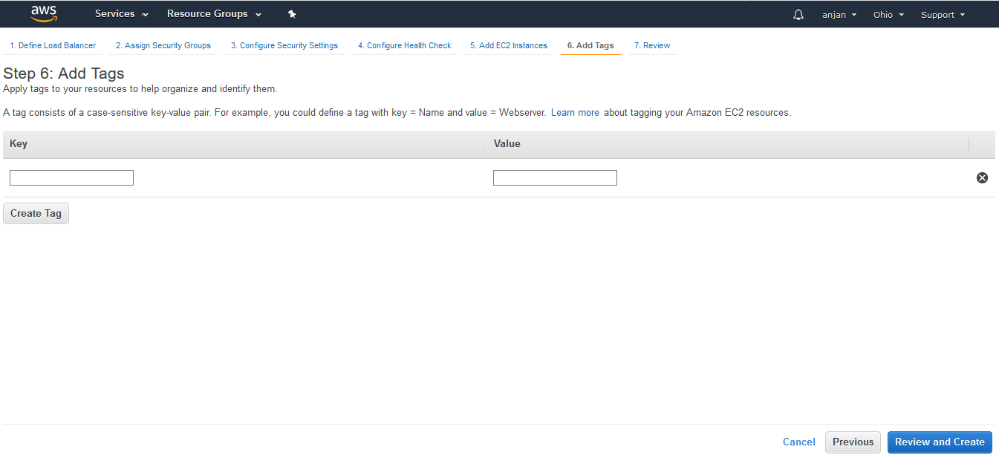 aws Services Resource Groups anjan Ohio Support
1. Define Load Balancer 2. Assign Security Groups 3. Configure Security Settings 4. Configure Health Check 5. Add EC2 Instances 6. Add Tags 7. Review
Step 6: Add Tags
Apply tags to your resources to help organize and identify them.
A tag consists of a case-sensitive key-value pair. For example, you could define a tag with key = Name and value = Webserver. Learn more about tagging your Amazon EC2 resources.
Key Value
Create Tag
Cancel Previous Review and Create